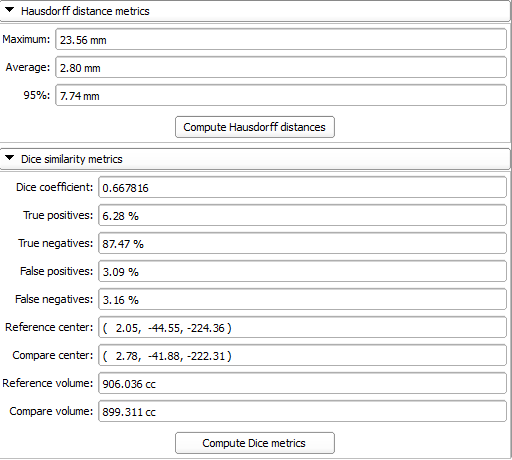 Hausdorff distance metrics
Maximum: 23.56 mm
Average: 2.80 mm
95%: 7.74 mm
Compute Hausdorff distances
Dice similarity metrics
Dice coefficient: 0.667816
True positives: 6.28 %
True negatives: 87.47 %
False positives: 3.09 %
False negatives: 3.16 %
Reference center: ( 2.05, -44.55, -224.36 )
Compare center: ( 2.78, -41.88, -222.31 )
Reference volume: 906.036 cc
Compare volume: 899.311 cc
Compute Dice metrics